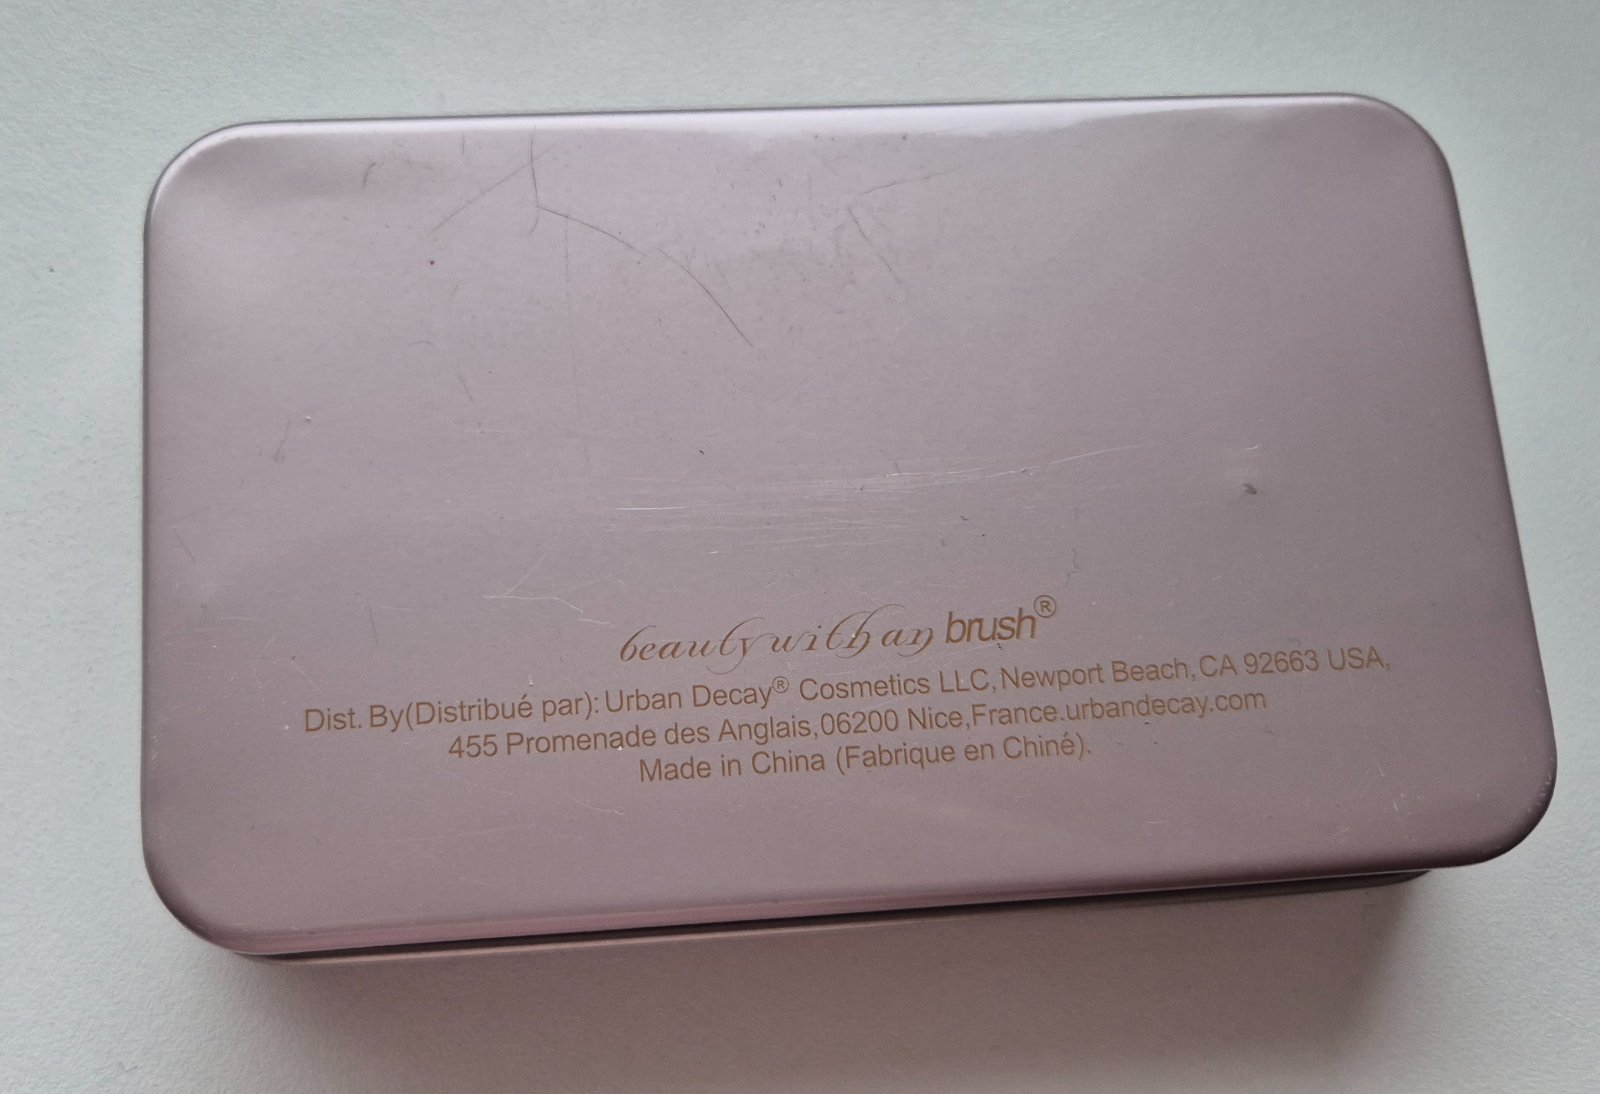 beauty with an brush®
Dist. By(Distribué par): Urban Decay® Cosmetics LLC, Newport Beach, CA 92663 USA,
455 Promenade des Anglais, 06200 Nice, France.urbandecay.com
Made in China (Fabrique en Chiné).